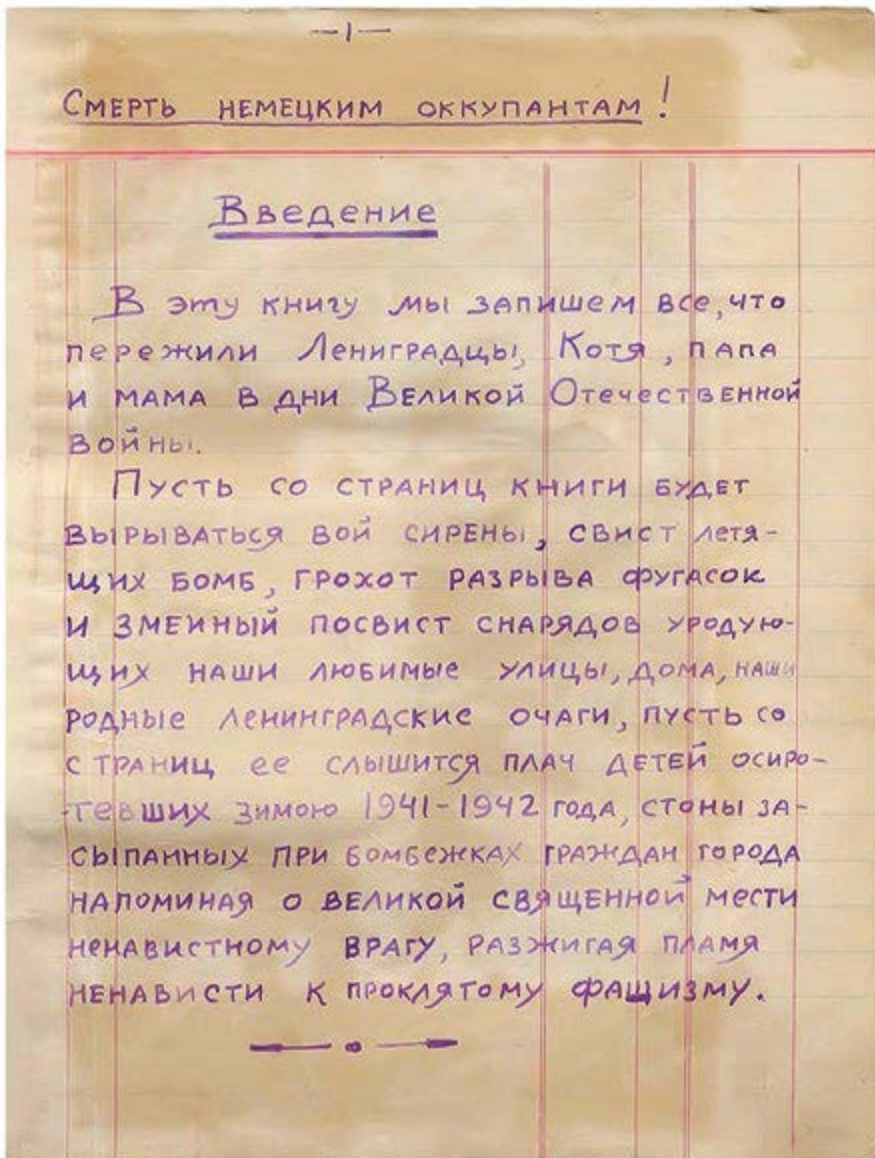 —1—
Смерть немецким оккупантам!
Введение
В эту книгу мы запишем все, что
пережили Лениградцы, Котя, папа
и мама в дни Великой Отечественной
войны.
Пусть со страниц книги будет
вырываться вой сирены, свист летя-
щих бомб, грохот разрыва фугасок
и змеиный посвист снарядов уродую-
щих наши любимые улицы, дома, наши
родные ленинградские очаги, пусть со
страниц ее слышится плач детей осиро-
тевших зимою 1941-1942 года, стоны за-
сыпанных при бомбежках граждан города
напоминая о великой священной мести
ненавистному врагу, разжигая пламя
ненависти к проклятому фащизму.